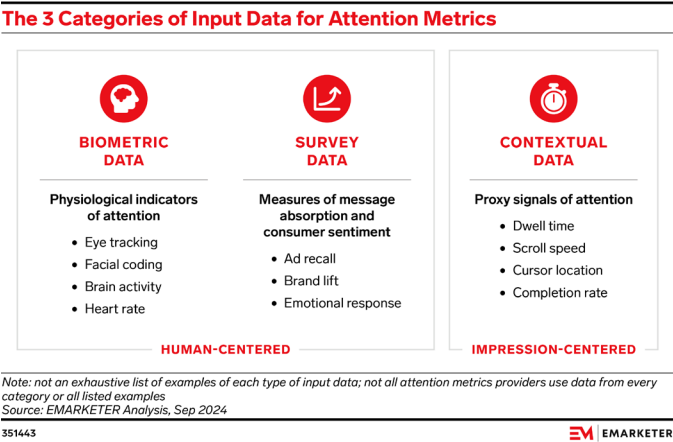 The 3 Categories of Input Data for Attention Metrics
BIOMETRIC
DATA
Physiological indicators
of attention
• Eye tracking
• Facial coding
• Brain activity
• Heart rate
SURVEY
DATA
Measures of message
absorption and
consumer sentiment
• Ad recall
• Brand lift
• Emotional response
HUMAN-CENTERED
CONTEXTUAL
DATA
Proxy signals of attention
• Dwell time
• Scroll speed
• Cursor location
• Completion rate
IMPRESSION-CENTERED
Note: not an exhaustive list of examples of each type of input data; not all attention metrics providers use data from every
category or all listed examples
Source: EMARKETER Analysis, Sep 2024
351443
EM | EMARKETER